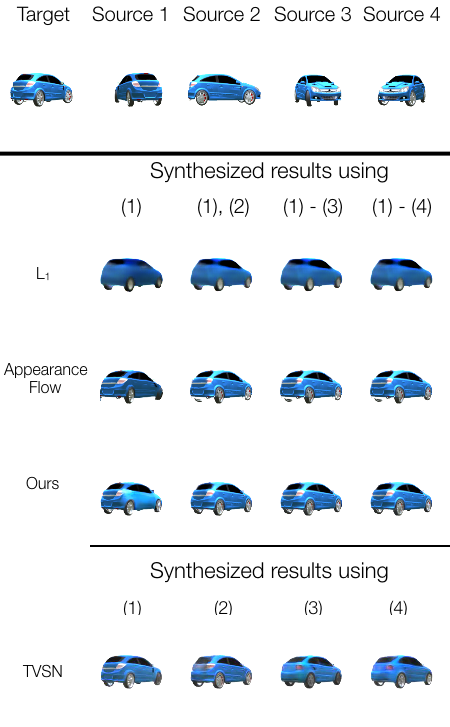 Target Source 1 Source 2 Source 3 Source 4
Synthesized results using
(1) (1), (2) (1) - (3) (1) - (4)
L₁
Appearance
Flow
Ours
Synthesized results using
(1) (2) (3) (4)
TVSN